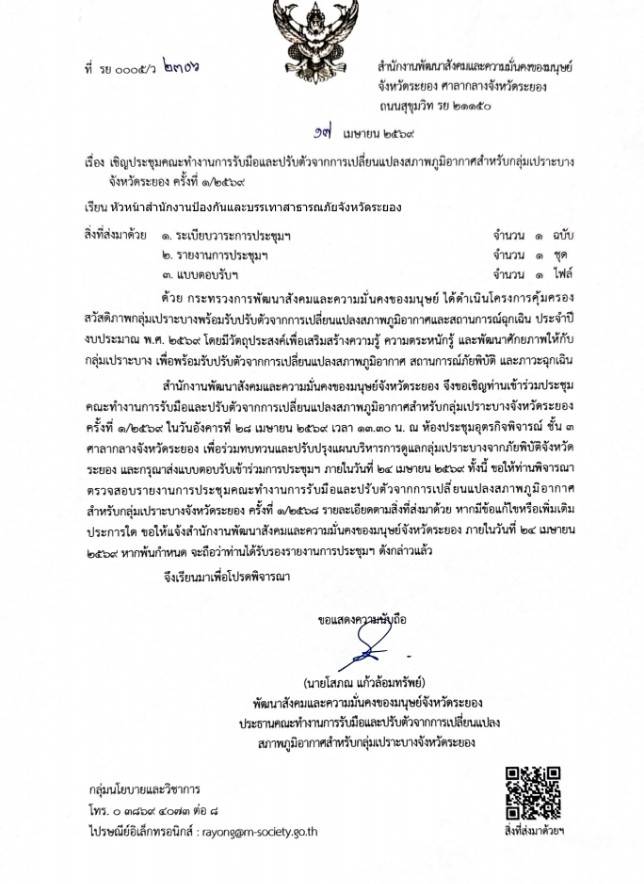 ที่ รย ๐๐๐๕/ว ๒๓๐๖
สำนักงานพัฒนาสังคมและความมั่นคงของมนุษย์
จังหวัดระยอง ศาลากลางจังหวัดระยอง
ถนนสุขุมวิท รย ๒๑๑๕๐
๑๗ เมษายน ๒๕๖๙
เรื่อง เชิญประชุมคณะทำงานการรับมือและปรับตัวจากการเปลี่ยนแปลงสภาพภูมิอากาศสำหรับกลุ่มเปราะบาง
จังหวัดระยอง ครั้งที่ ๑/๒๕๖๙
เรียน หัวหน้าสำนักงานป้องกันและบรรเทาสาธารณภัยจังหวัดระยอง
สิ่งที่ส่งมาด้วย ๑. ระเบียบวาระการประชุมฯ จำนวน ๑ ฉบับ
๒. รายงานการประชุมฯ จำนวน ๑ ชุด
๓. แบบตอบรับฯ จำนวน ๑ ไฟล์
ด้วย กระทรวงการพัฒนาสังคมและความมั่นคงของมนุษย์ ได้ดำเนินโครงการคุ้มครอง
สวัสดิภาพกลุ่มเปราะบางพร้อมรับปรับตัวจากการเปลี่ยนแปลงสภาพภูมิอากาศและสถานการณ์ฉุกเฉิน ประจำปี
งบประมาณ พ.ศ. ๒๕๖๙ โดยมีวัตถุประสงค์เพื่อเสริมสร้างความรู้ ความตระหนักรู้ และพัฒนาศักยภาพให้กับ
กลุ่มเปราะบาง เพื่อพร้อมรับปรับตัวจากการเปลี่ยนแปลงสภาพภูมิอากาศ สถานการณ์ภัยพิบัติ และภาวะฉุกเฉิน
สำนักงานพัฒนาสังคมและความมั่นคงของมนุษย์จังหวัดระยอง จึงขอเชิญท่านเข้าร่วมประชุม
คณะทำงานการรับมือและปรับตัวจากการเปลี่ยนแปลงสภาพภูมิอากาศสำหรับกลุ่มเปราะบางจังหวัดระยอง
ครั้งที่ ๑/๒๕๖๙ ในวันอังคารที่ ๒๘ เมษายน ๒๕๖๙ เวลา ๑๓.๓๐ น. ณ ห้องประชุมอุตรกิจพิจารณ์ ชั้น ๓
ศาลากลางจังหวัดระยอง เพื่อร่วมทบทวนและปรับปรุงแผนบริหารการดูแลกลุ่มเปราะบางจากภัยพิบัติจังหวัด
ระยอง และกรุณาส่งแบบตอบรับเข้าร่วมการประชุมฯ ภายในวันที่ ๒๔ เมษายน ๒๕๖๙ ทั้งนี้ ขอให้ท่านพิจารณา
ตรวจสอบรายงานการประชุมคณะทำงานการรับมือและปรับตัวจากการเปลี่ยนแปลงสภาพภูมิอากาศ
สำหรับกลุ่มเปราะบางจังหวัดระยอง ครั้งที่ ๑/๒๕๖๘ รายละเอียดตามสิ่งที่ส่งมาด้วย หากมีข้อแก้ไขหรือเพิ่มเติม
ประการใด ขอให้แจ้งสำนักงานพัฒนาสังคมและความมั่นคงของมนุษย์จังหวัดระยอง ภายในวันที่ ๒๔ เมษายน
๒๕๖๙ หากพ้นกำหนด จะถือว่าท่านได้รับรองรายงานการประชุมฯ ดังกล่าวแล้ว
จึงเรียนมาเพื่อโปรดพิจารณา
ขอแสดงความนับถือ
(นายโสภณ แก้วล้อมทรัพย์)
พัฒนาสังคมและความมั่นคงของมนุษย์จังหวัดระยอง
ประธานคณะทำงานการรับมือและปรับตัวจากการเปลี่ยนแปลง
สภาพภูมิอากาศสำหรับกลุ่มเปราะบางจังหวัดระยอง
กลุ่มนโยบายและวิชาการ
โทร. ๐ ๓๘๖๙ ๔๐๗๓ ต่อ ๘
ไปรษณีย์อิเล็กทรอนิกส์ : rayong@m-society.go.th
สิ่งที่ส่งมาด้วยฯ